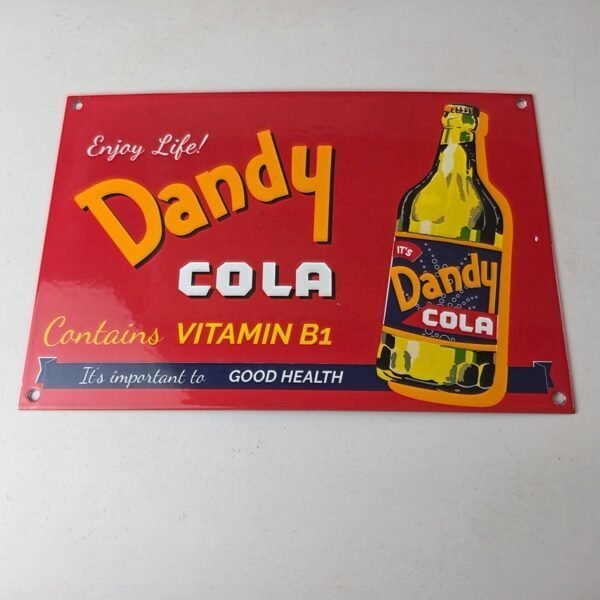 Enjoy Life!
Dandy
COLA
Contains VITAMIN B1
It's important to GOOD HEALTH
IT'S
Dandy
COLA